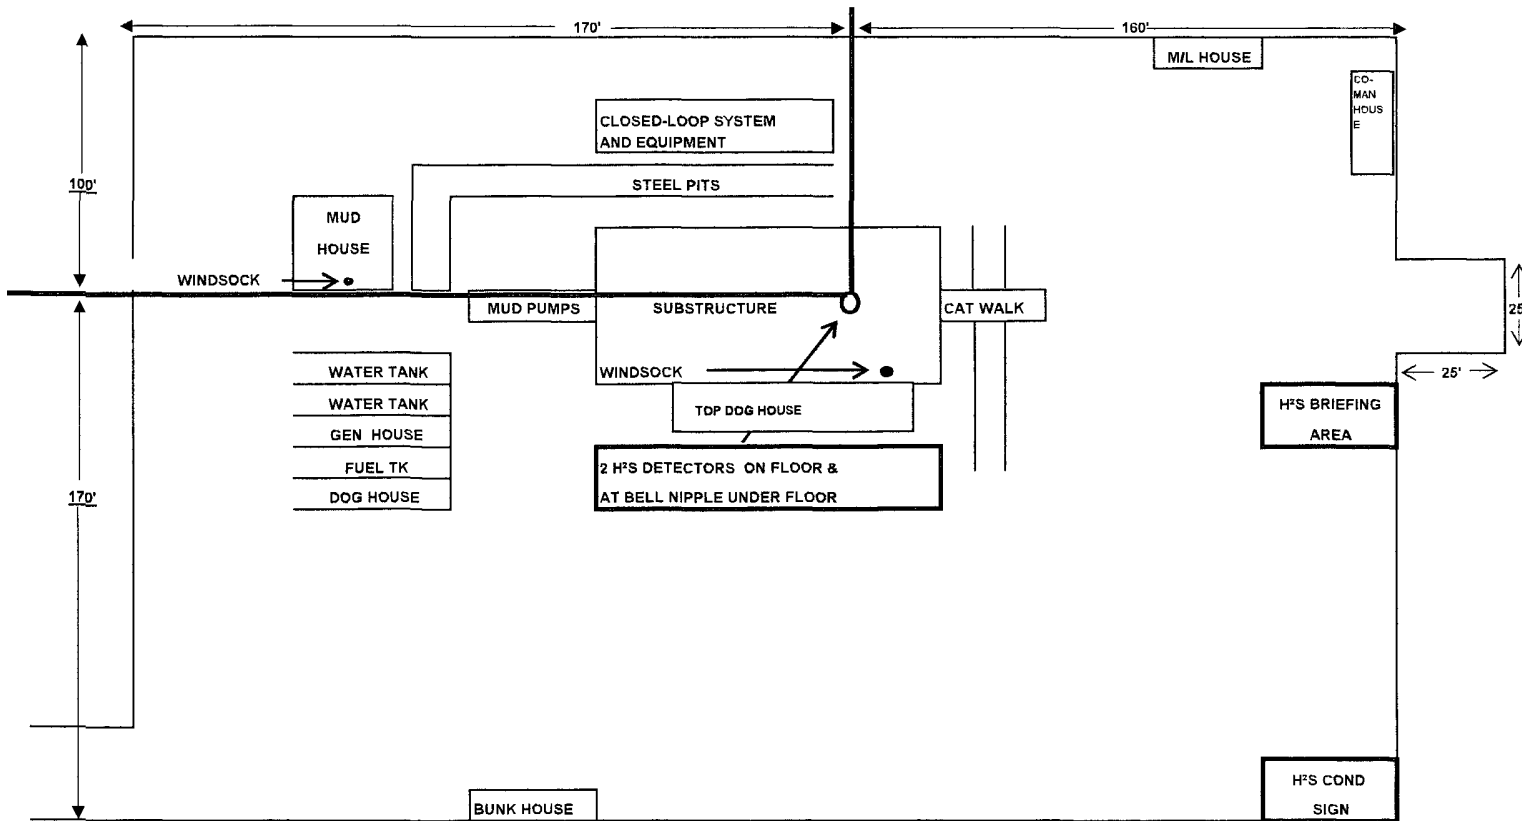 170'
160'
M/L HOUSE
CO-
MAN
HOUS
E
CLOSED-LOOP SYSTEM
AND EQUIPMENT
100'
STEEL PITS
MUD
HOUSE
WINDSOCK
MUD PUMPS
SUBSTRUCTURE
CAT WALK
25'
25'
WATER TANK
WINDSOCK
WATER TANK
TOP DOG HOUSE
H²S BRIEFING
AREA
GEN HOUSE
FUEL TK
2 H²S DETECTORS ON FLOOR &
AT BELL NIPPLE UNDER FLOOR
DOG HOUSE
170'
H²S COND
SIGN
BUNK HOUSE